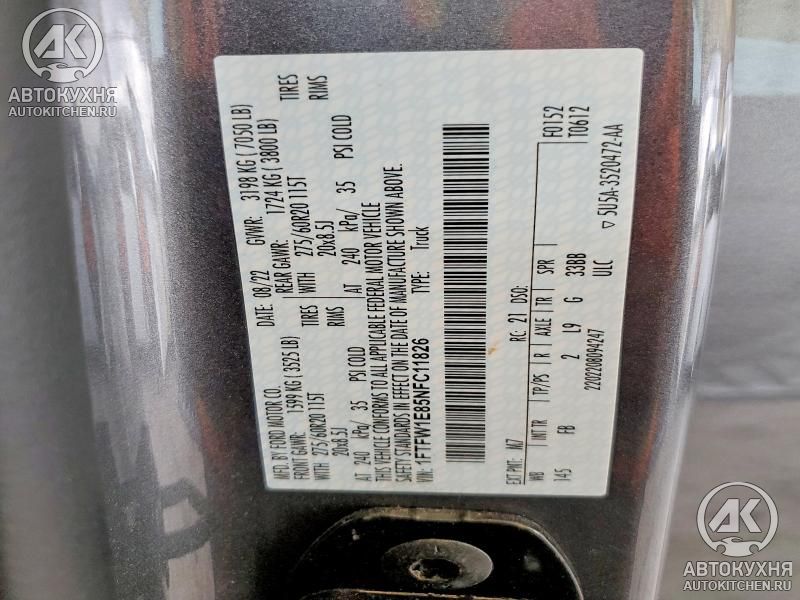 MFD. BY FORD MOTOR CO.
DATE: 08/22 GVWR: 3198 KG ( 7050 LB)
FRONT GAWR: 1599 KG ( 3525 LB) REAR GAWR: 1724 KG ( 3800 LB)
WITH 275/60R20 115T TIRES WITH 275/60R20 115T TIRES
20x8.5J RIMS 20x8.5J RIMS
AT 240 kPa/ 35 PSI COLD AT 240 kPa/ 35 PSI COLD
THIS VEHICLE CONFORMS TO ALL APPLICABLE FEDERAL MOTOR VEHICLE
SAFETY STANDARDS IN EFFECT ON THE DATE OF MANUFACTURE SHOWN ABOVE.
VIN: 1FTFW1E85NFC11826 TYPE: Truck
F0152
T0612
EXT PNT: M7 RC: 21 DSO:
WB INT TR TP/PS R AXLE TR SPR
145 FB 2 L9 G 33BB
2202208094247 ULC ▽ 5U5A-3520472-AA
AK
АВТОКУХНЯ
AUTOKITCHEN.RU
AK
АВТОКУХНЯ
AUTOKITCHEN.RU